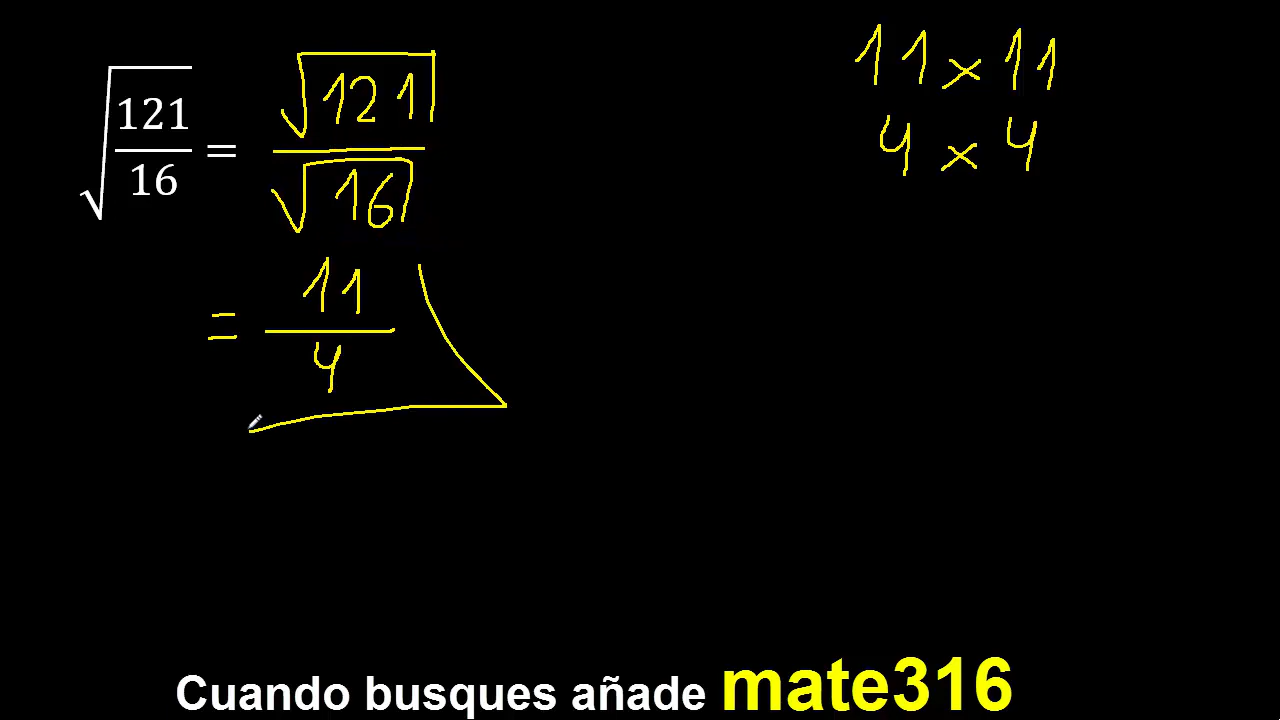 √(121/16) = √121/√16
= 11/4
11 × 11
4 × 4
Cuando busques añade mate316